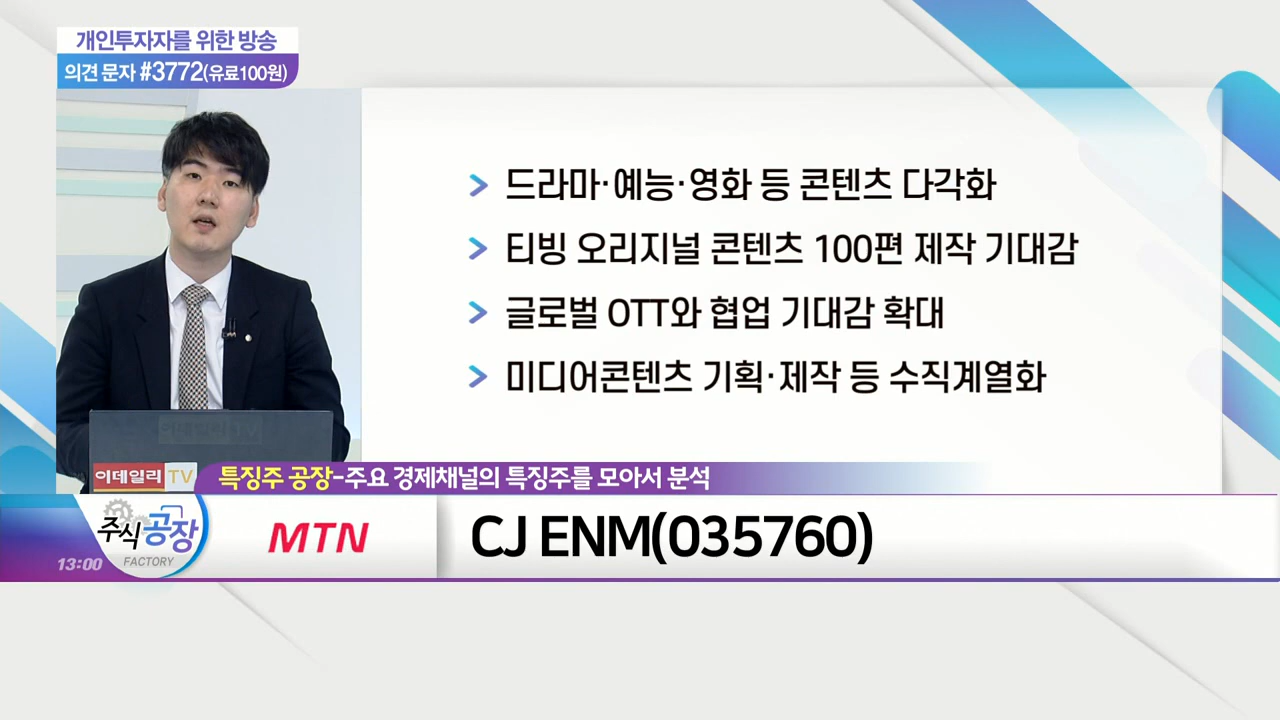 개인투자자를 위한 방송
의견 문자 #3772(유료100원)
드라마·예능·영화 등 콘텐츠 다각화
티빙 오리지널 콘텐츠 100편 제작 기대감
글로벌 OTT와 협업 기대감 확대
미디어콘텐츠 기획·제작 등 수직계열화
이데일리TV
이데일리 TV
특징주 공장-주요 경제채널의 특징주를 모아서 분석
주식공장
FACTORY
13:00
MTN
CJ ENM(035760)